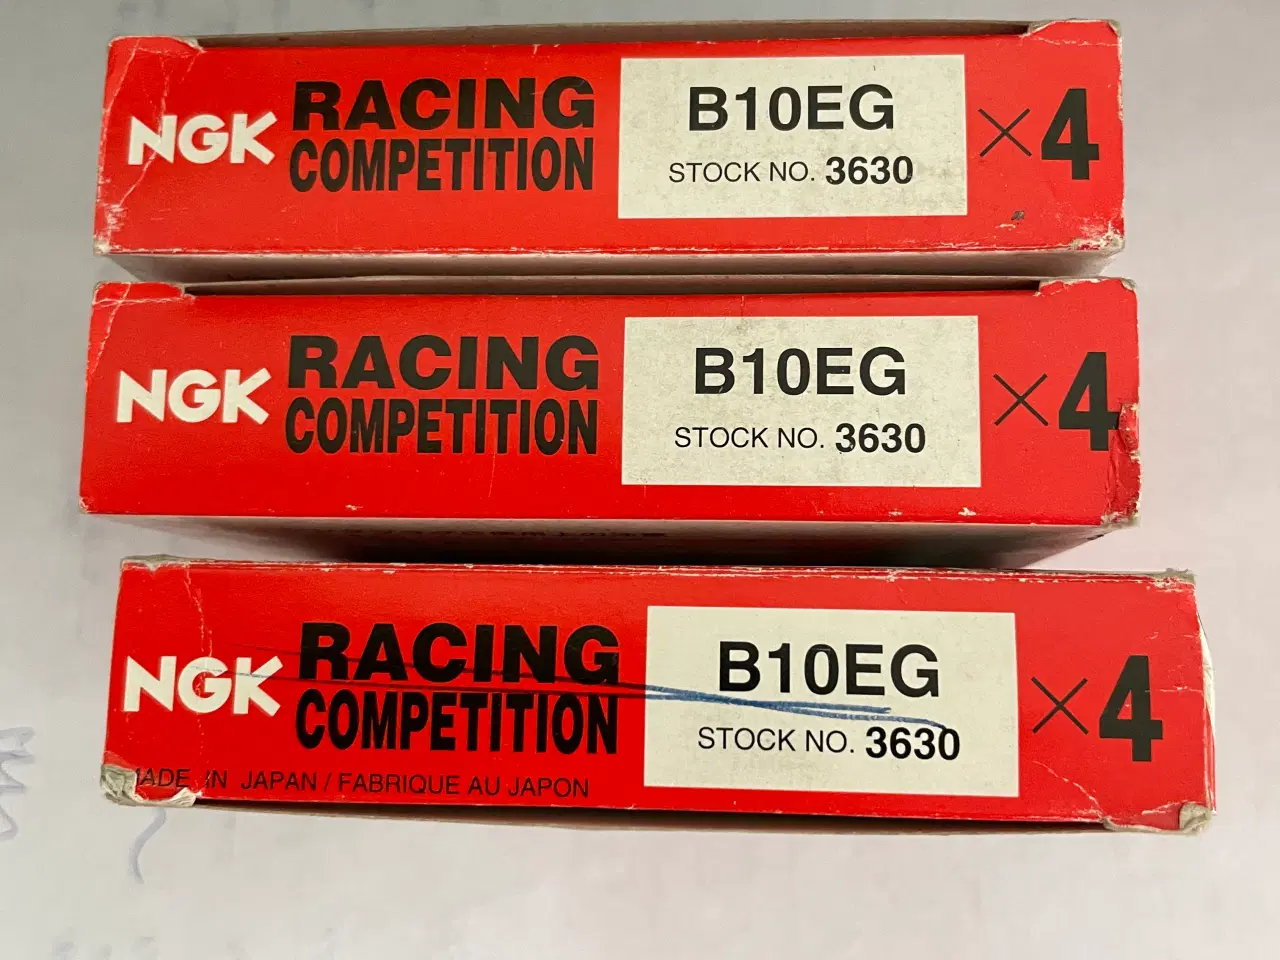 NGK RACING COMPETITION
B10EG
STOCK NO. 3630
×4
NGK RACING COMPETITION
B10EG
STOCK NO. 3630
×4
NGK RACING COMPETITION
B10EG
STOCK NO. 3630
×4
MADE IN JAPAN / FABRIQUE AU JAPON